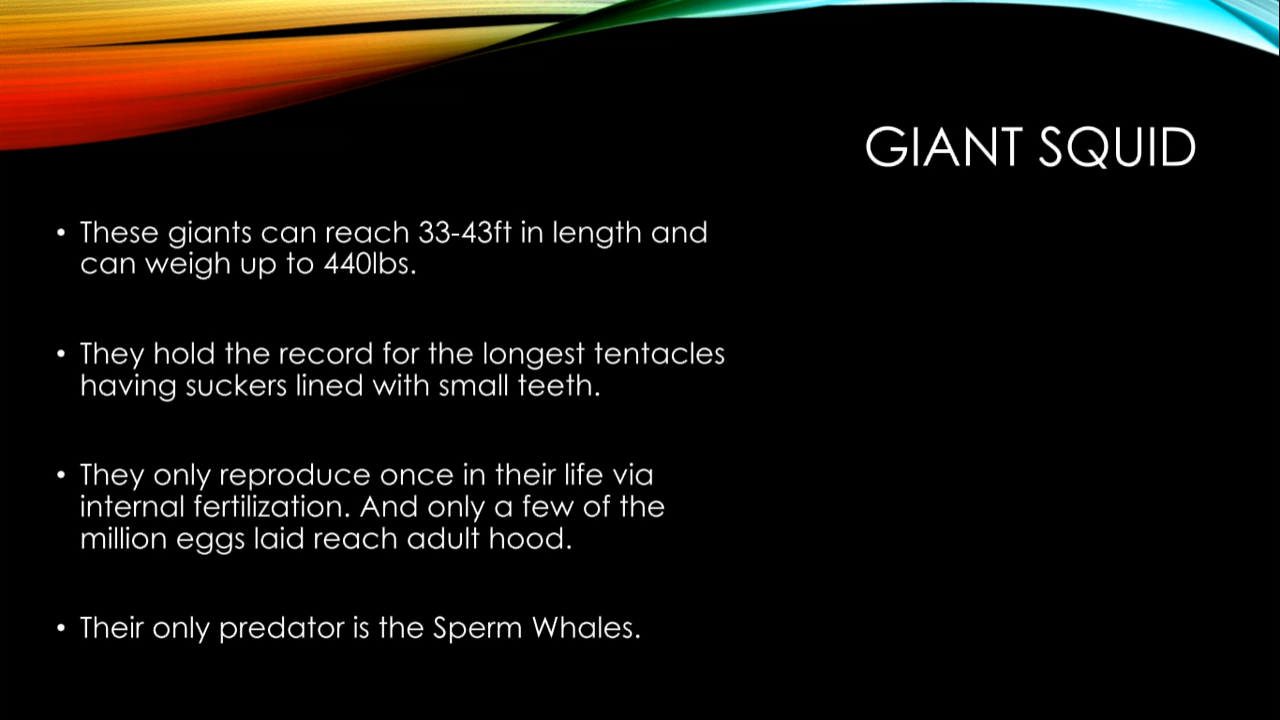 GIANT SQUID
• These giants can reach 33-43ft in length and
can weigh up to 440lbs.
• They hold the record for the longest tentacles
having suckers lined with small teeth.
• They only reproduce once in their life via
internal fertilization. And only a few of the
million eggs laid reach adult hood.
• Their only predator is the Sperm Whales.